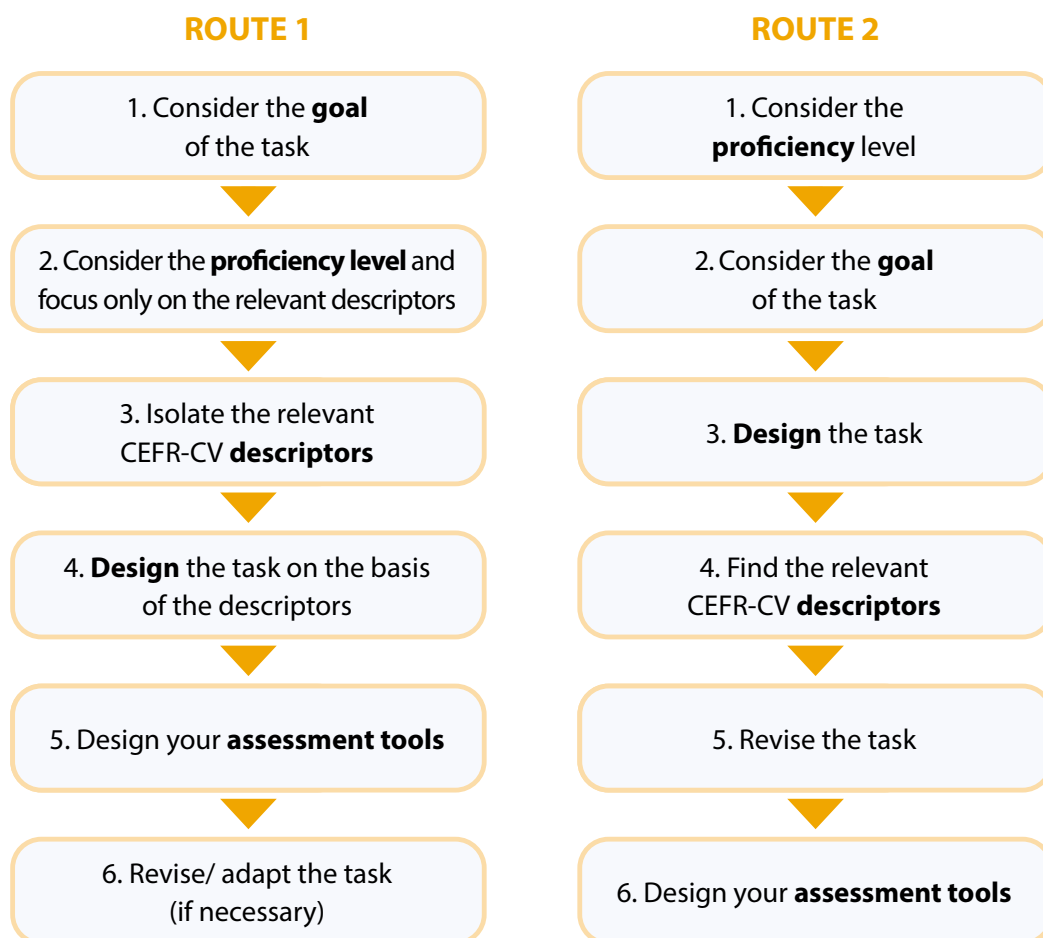 ROUTE 1
1. Consider the goal
of the task
2. Consider the proficiency level and
focus only on the relevant descriptors
3. Isolate the relevant
CEFR-CV descriptors
4. Design the task on the basis
of the descriptors
5. Design your assessment tools
6. Revise/ adapt the task
(if necessary)
ROUTE 2
1. Consider the
proficiency level
2. Consider the goal
of the task
3. Design the task
4. Find the relevant
CEFR-CV descriptors
5. Revise the task
6. Design your assessment tools